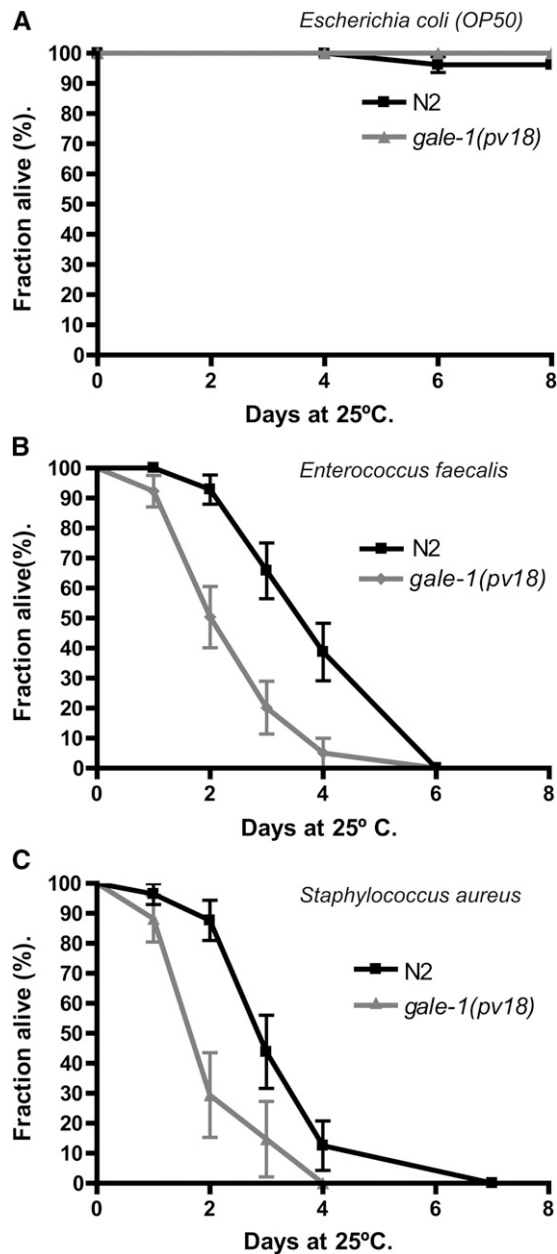 A
Escherichia coli (OP50)
100
90
80
70
60
50
40
30
20
10
0
Fraction alive (%).
N2
gale-1(pv18)
0 2 4 6 8
Days at 25ºC.
B
Enterococcus faecalis
100
90
80
70
60
50
40
30
20
10
0
Fraction alive(%).
N2
gale-1(pv18)
0 2 4 6 8
Days at 25º C.
C
Staphylococcus aureus
100
90
80
70
60
50
40
30
20
10
0
Fraction alive (%).
N2
gale-1(pv18)
0 2 4 6 8
Days at 25ºC.